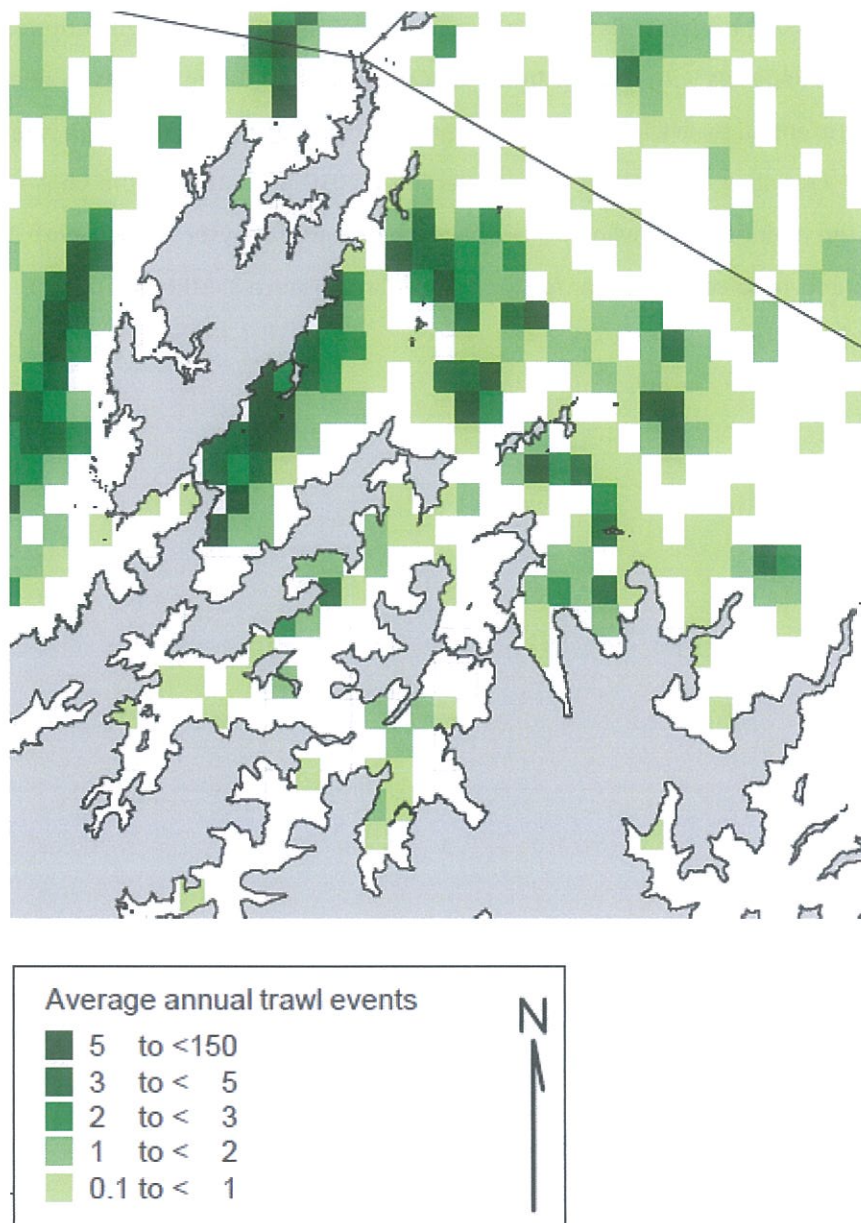 Average annual trawl events
N
5 to <150
3 to < 5
2 to < 3
1 to < 2
0.1 to < 1